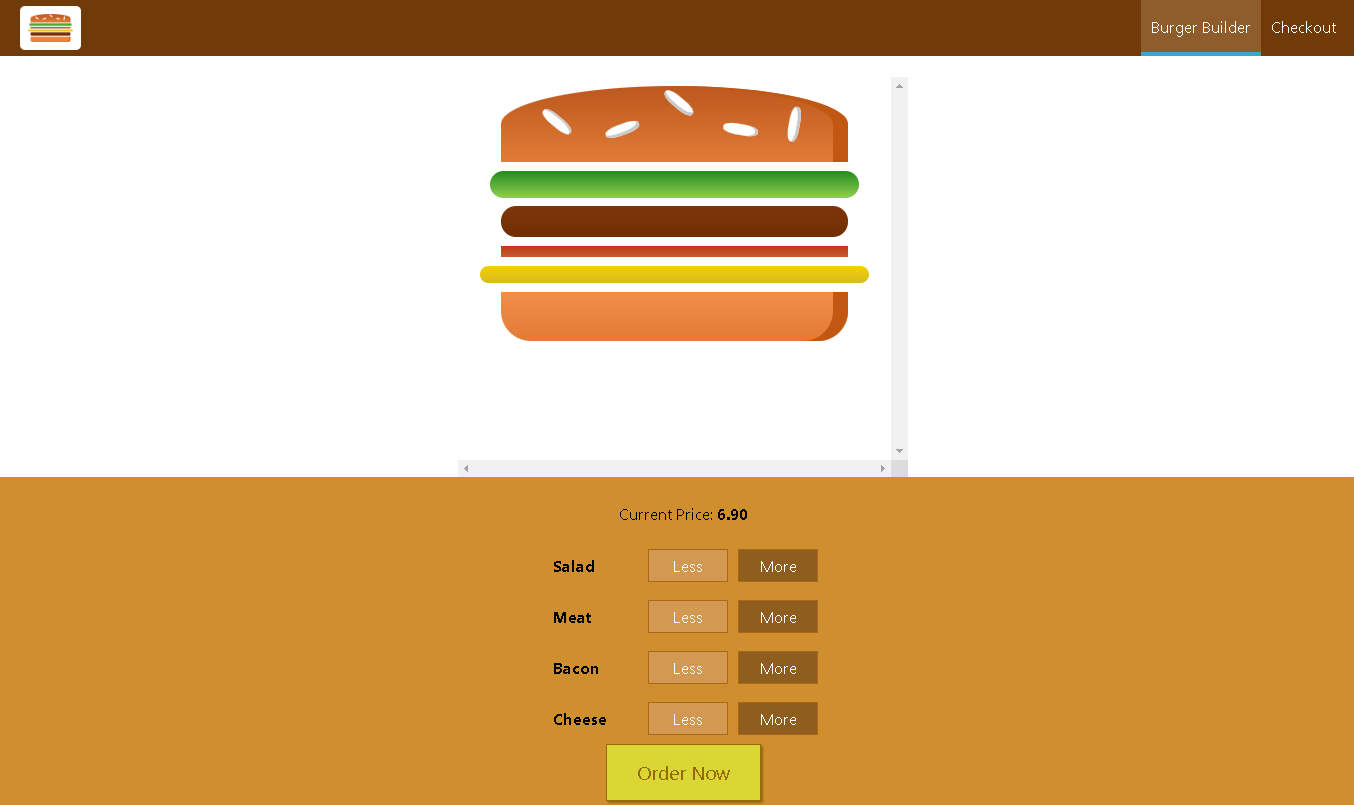 Burger Builder Checkout
Current Price: 6.90
Salad Less More
Meat Less More
Bacon Less More
Cheese Less More
Order Now